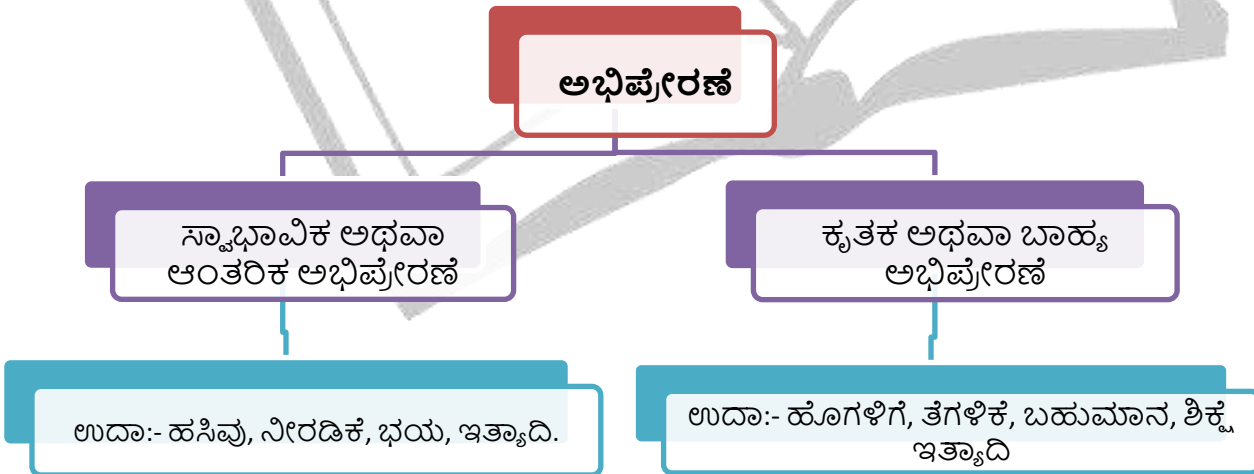 ಅಭಿಪ್ರೇರಣೆ
ಸ್ವಾಭಾವಿಕ ಅಥವಾ
ಆಂತರಿಕ ಅಭಿಪ್ರೇರಣೆ
ಕೃತಕ ಅಥವಾ ಬಾಹ್ಯ
ಅಭಿಪ್ರೇರಣೆ
ಉದಾ:- ಹಸಿವು, ನೀರಡಿಕೆ, ಭಯ, ಇತ್ಯಾದಿ.
ಉದಾ:- ಹೊಗಳಿಗೆ, ತೆಗಳಿಕೆ, ಬಹುಮಾನ, ಶಿಕ್ಷೆ
ಇತ್ಯಾದಿ